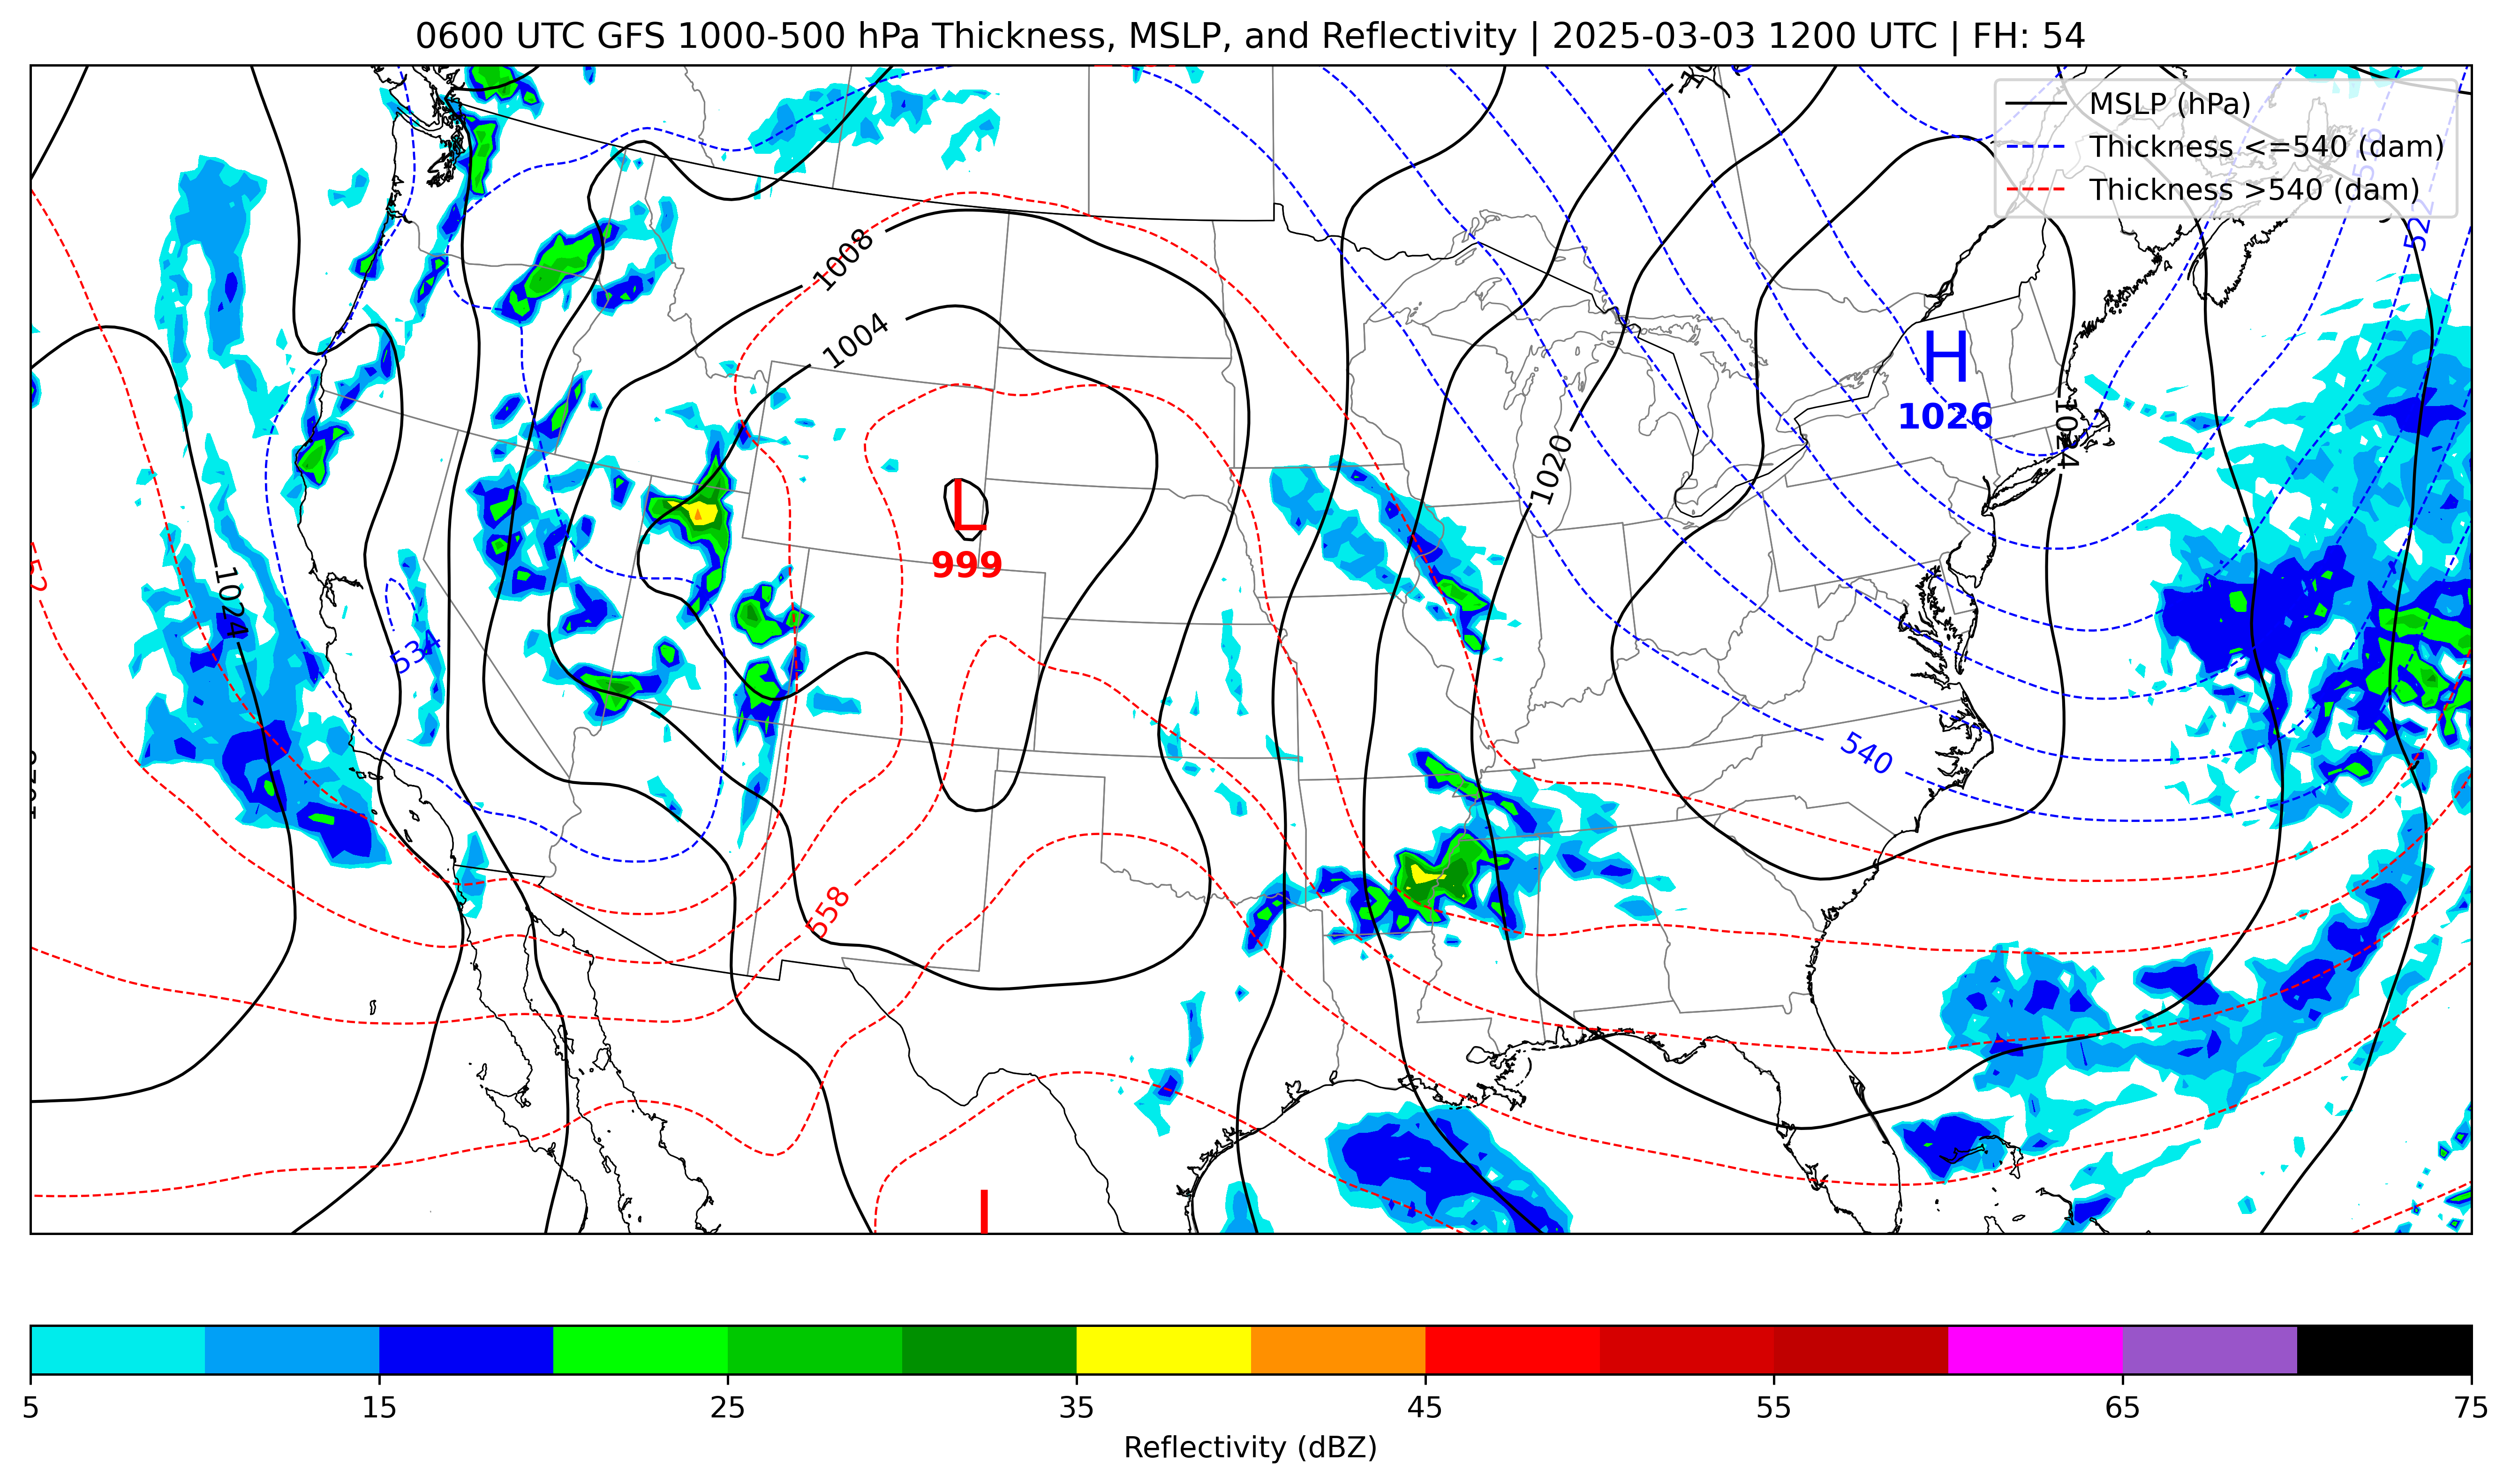 0600 UTC GFS 1000-500 hPa Thickness, MSLP, and Reflectivity | 2025-03-03 1200 UTC | FH: 54
MSLP (hPa)
Thickness <=540 (dam)
Thickness >540 (dam)
516
522
1008
1004
H
1026
1024
1020
L
999
1024
534
540
558
5 15 25 35 45 55 65 75
Reflectivity (dBZ)